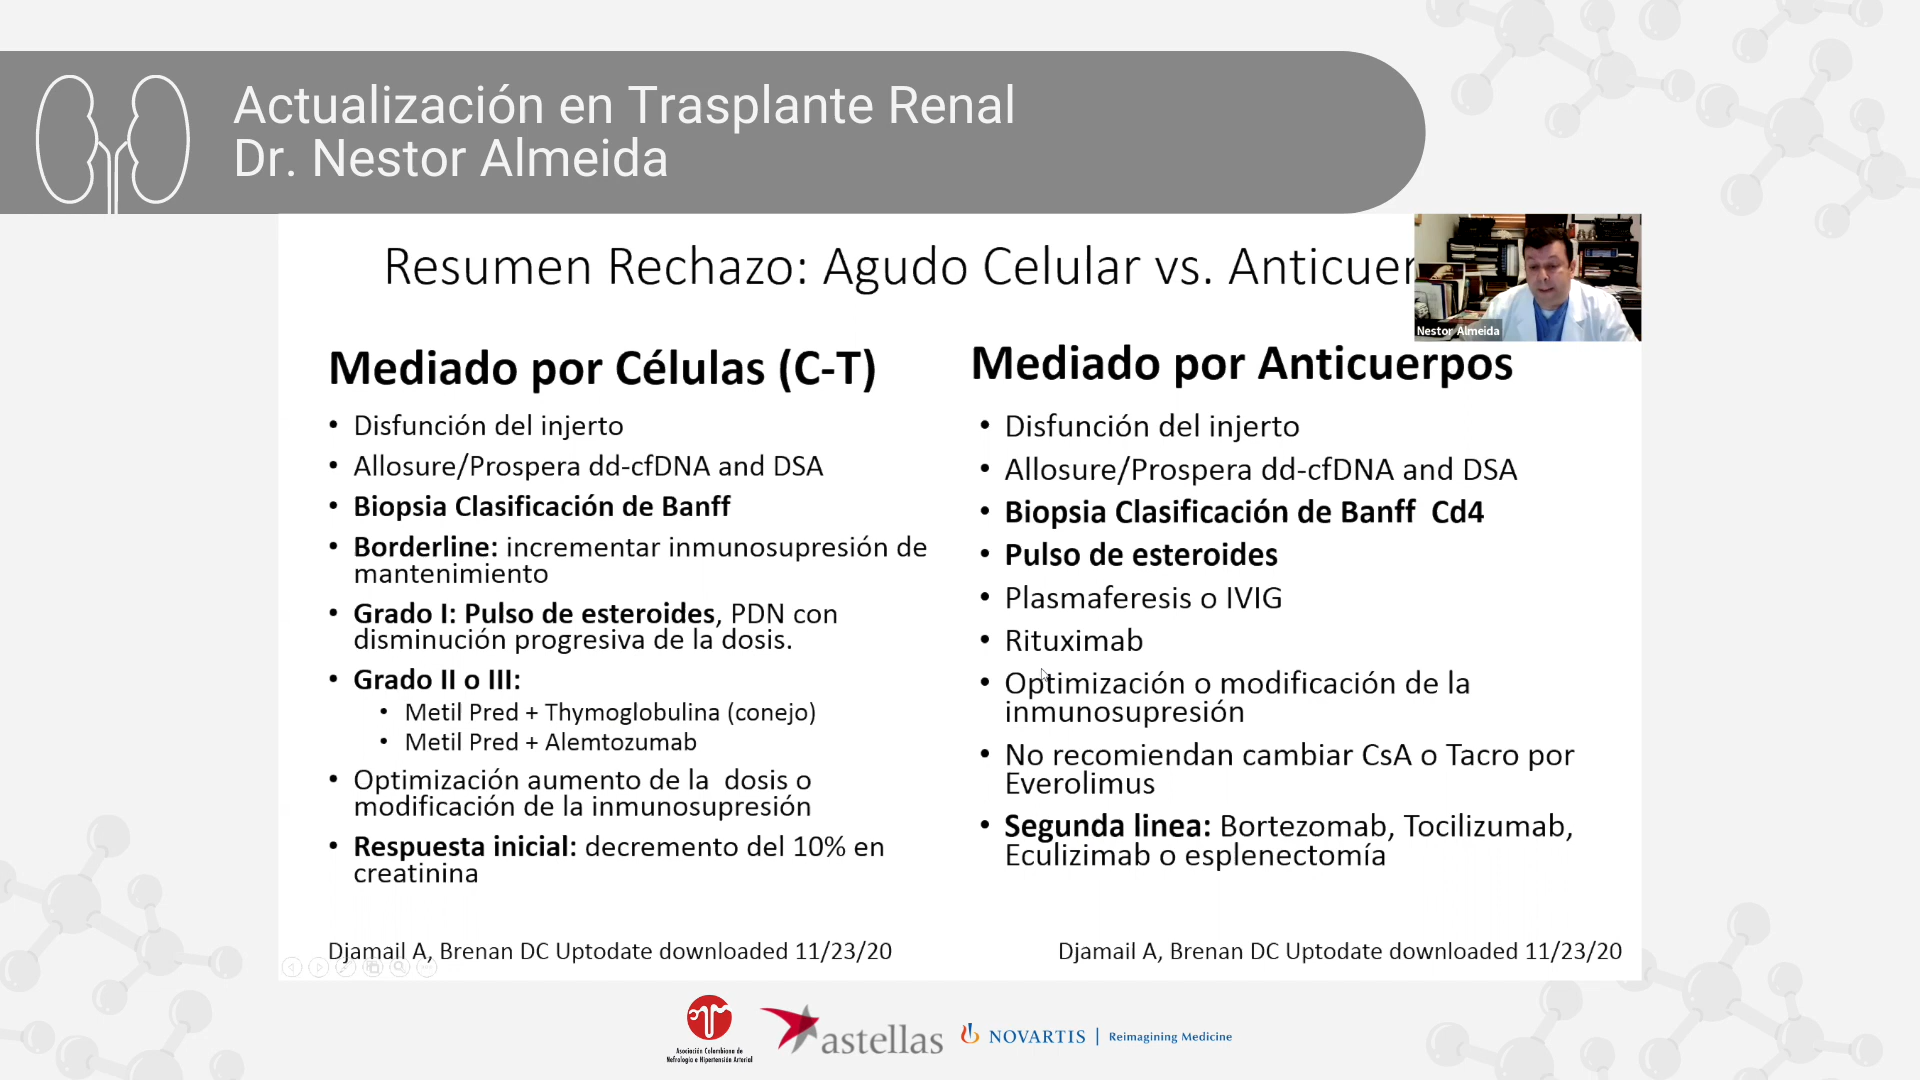 Actualización en Trasplante Renal
Dr. Nestor Almeida
Resumen Rechazo: Agudo Celular vs. Anticuer
Nestor Almeida
Mediado por Células (C-T)
• Disfunción del injerto
• Allosure/Prospera dd-cfDNA and DSA
• Biopsia Clasificación de Banff
• Borderline: incrementar inmunosupresión de
mantenimiento
• Grado I: Pulso de esteroides, PDN con
disminución progresiva de la dosis.
• Grado II o III:
• Metil Pred + Thymoglobulina (conejo)
• Metil Pred + Alemtozumab
• Optimización aumento de la dosis o
modificación de la inmunosupresión
• Respuesta inicial: decremento del 10% en
creatinina
Djamail A, Brenan DC Uptodate downloaded 11/23/20
Mediado por Anticuerpos
• Disfunción del injerto
• Allosure/Prospera dd-cfDNA and DSA
• Biopsia Clasificación de Banff Cd4
• Pulso de esteroides
• Plasmaferesis o IVIG
• Rituximab
• Optimización o modificación de la
inmunosupresión
• No recomiendan cambiar CsA o Tacro por
Everolimus
• Segunda linea: Bortezomab, Tocilizumab,
Eculizimab o esplenectomía
Djamail A, Brenan DC Uptodate downloaded 11/23/20
Asociación Colombiana de
Nefrología e Hipertensión Arterial
astellas
NOVARTIS | Reimagining Medicine